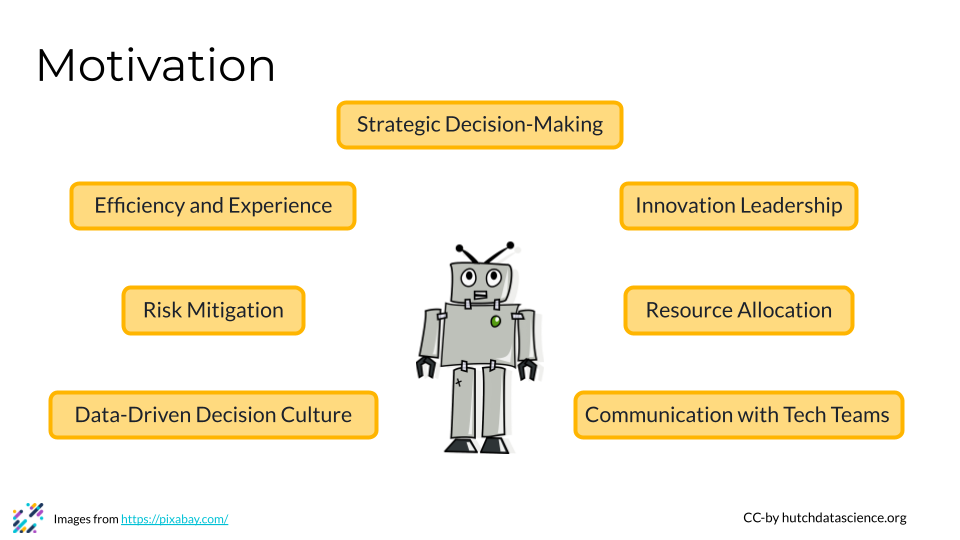 Motivation
Strategic Decision-Making
Efficiency and Experience
Innovation Leadership
Risk Mitigation
Resource Allocation
Data-Driven Decision Culture
Communication with Tech Teams
Images from https://pixabay.com/
CC-by hutchdatascience.org